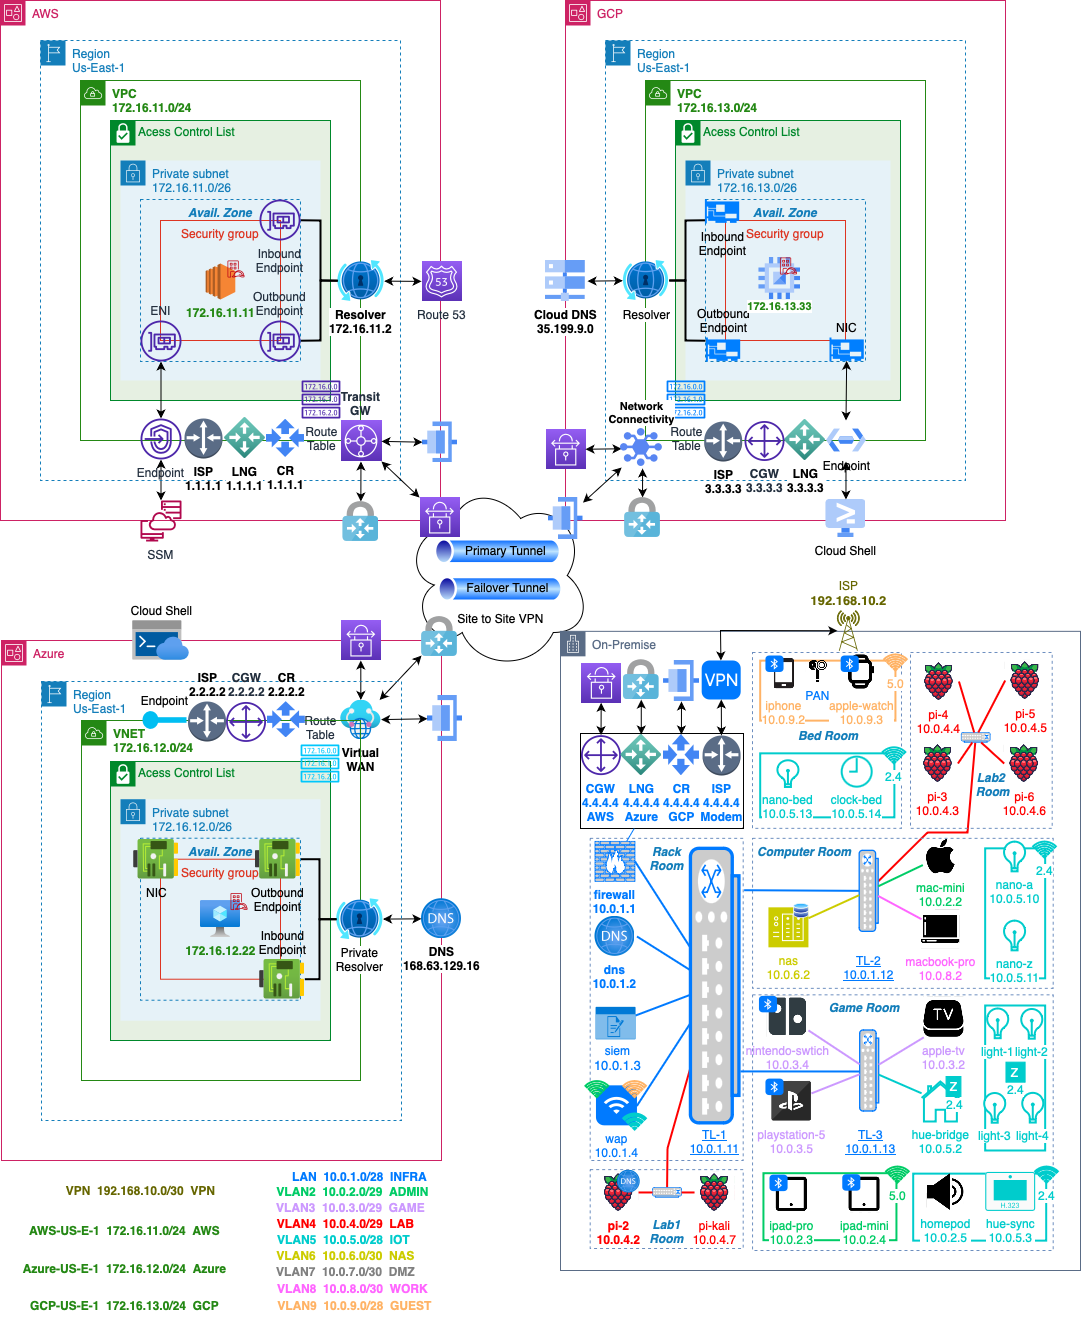 AWS
Region
Us-East-1
VPC
172.16.11.0/24
Acess Control List
Private subnet
172.16.11.0/26
Avail. Zone
Security group
Inbound
Endpoint
172.16.11.11
Outbound
Endpoint
ENI
Resolver
172.16.11.2
53
Route 53
172.16.0.0
172.16.1.0
172.16.2.0
Transit
GW
Route
Table
Endpoint
ISP
1.1.1.1
LNG
1.1.1.1
CR
1.1.1.1
SSM
GCP
Region
Us-East-1
VPC
172.16.13.0/24
Acess Control List
Private subnet
172.16.13.0/26
Avail. Zone
Security group
Inbound
Endpoint
172.16.13.33
Outbound
Endpoint
NIC
Cloud DNS
35.199.9.0
Resolver
172.16.0.0
172.16.1.0
172.16.2.0
Network
Connectivity
Route
Table
ISP
3.3.3.3
CGW
3.3.3.3
LNG
3.3.3.3
Endpoint
Cloud Shell
Primary Tunnel
Failover Tunnel
Site to Site VPN
Cloud Shell
Azure
Region
Us-East-1
Endpoint
ISP
2.2.2.2
CGW
2.2.2.2
CR
2.2.2.2
Route
Table
172.16.0.0
172.16.1.0
172.16.2.0
Virtual
WAN
VNET
172.16.12.0/24
Acess Control List
Private subnet
172.16.12.0/26
Avail. Zone
Security group
NIC
Outbound
Endpoint
172.16.12.22
Inbound
Endpoint
Private
Resolver
DNS
DNS
168.63.129.16
ISP
192.168.10.2
On-Premise
VPN
CGW
4.4.4.4
AWS
LNG
4.4.4.4
Azure
CR
4.4.4.4
GCP
ISP
4.4.4.4
Modem
PAN
5.0
iphone
10.0.9.2
apple-watch
10.0.9.3
Bed Room
2.4
nano-bed
10.0.5.13
clock-bed
10.0.5.14
pi-4
10.0.4.4
pi-5
10.0.4.5
Lab2
Room
pi-3
10.0.4.3
pi-6
10.0.4.6
Rack
Room
firewall
10.0.1.1
DNS
dns
10.0.1.2
siem
10.0.1.3
wap
10.0.1.4
TL-1
10.0.1.11
Computer Room
mac-mini
10.0.2.2
nas
10.0.6.2
TL-2
10.0.1.12
macbook-pro
10.0.8.2
2.4
nano-a
10.0.5.10
nano-z
10.0.5.11
Game Room
nintendo-swtich
10.0.3.4
TV
apple-tv
10.0.3.2
playstation-5
10.0.3.5
TL-3
10.0.1.13
Z
2.4
hue-bridge
10.0.5.2
light-1
light-2
Z
2.4
light-3
light-4
DNS
pi-2
10.0.4.2
Lab1
Room
pi-kali
10.0.4.7
5.0
ipad-pro
10.0.2.3
ipad-mini
10.0.2.4
H.323
2.4
homepod
10.0.2.5
hue-sync
10.0.5.3
VPN 192.168.10.0/30 VPN
AWS-US-E-1 172.16.11.0/24 AWS
Azure-US-E-1 172.16.12.0/24 Azure
GCP-US-E-1 172.16.13.0/24 GCP
LAN 10.0.1.0/28 INFRA
VLAN2 10.0.2.0/29 ADMIN
VLAN3 10.0.3.0/29 GAME
VLAN4 10.0.4.0/29 LAB
VLAN5 10.0.5.0/28 IOT
VLAN6 10.0.6.0/30 NAS
VLAN7 10.0.7.0/30 DMZ
VLAN8 10.0.8.0/30 WORK
VLAN9 10.0.9.0/28 GUEST